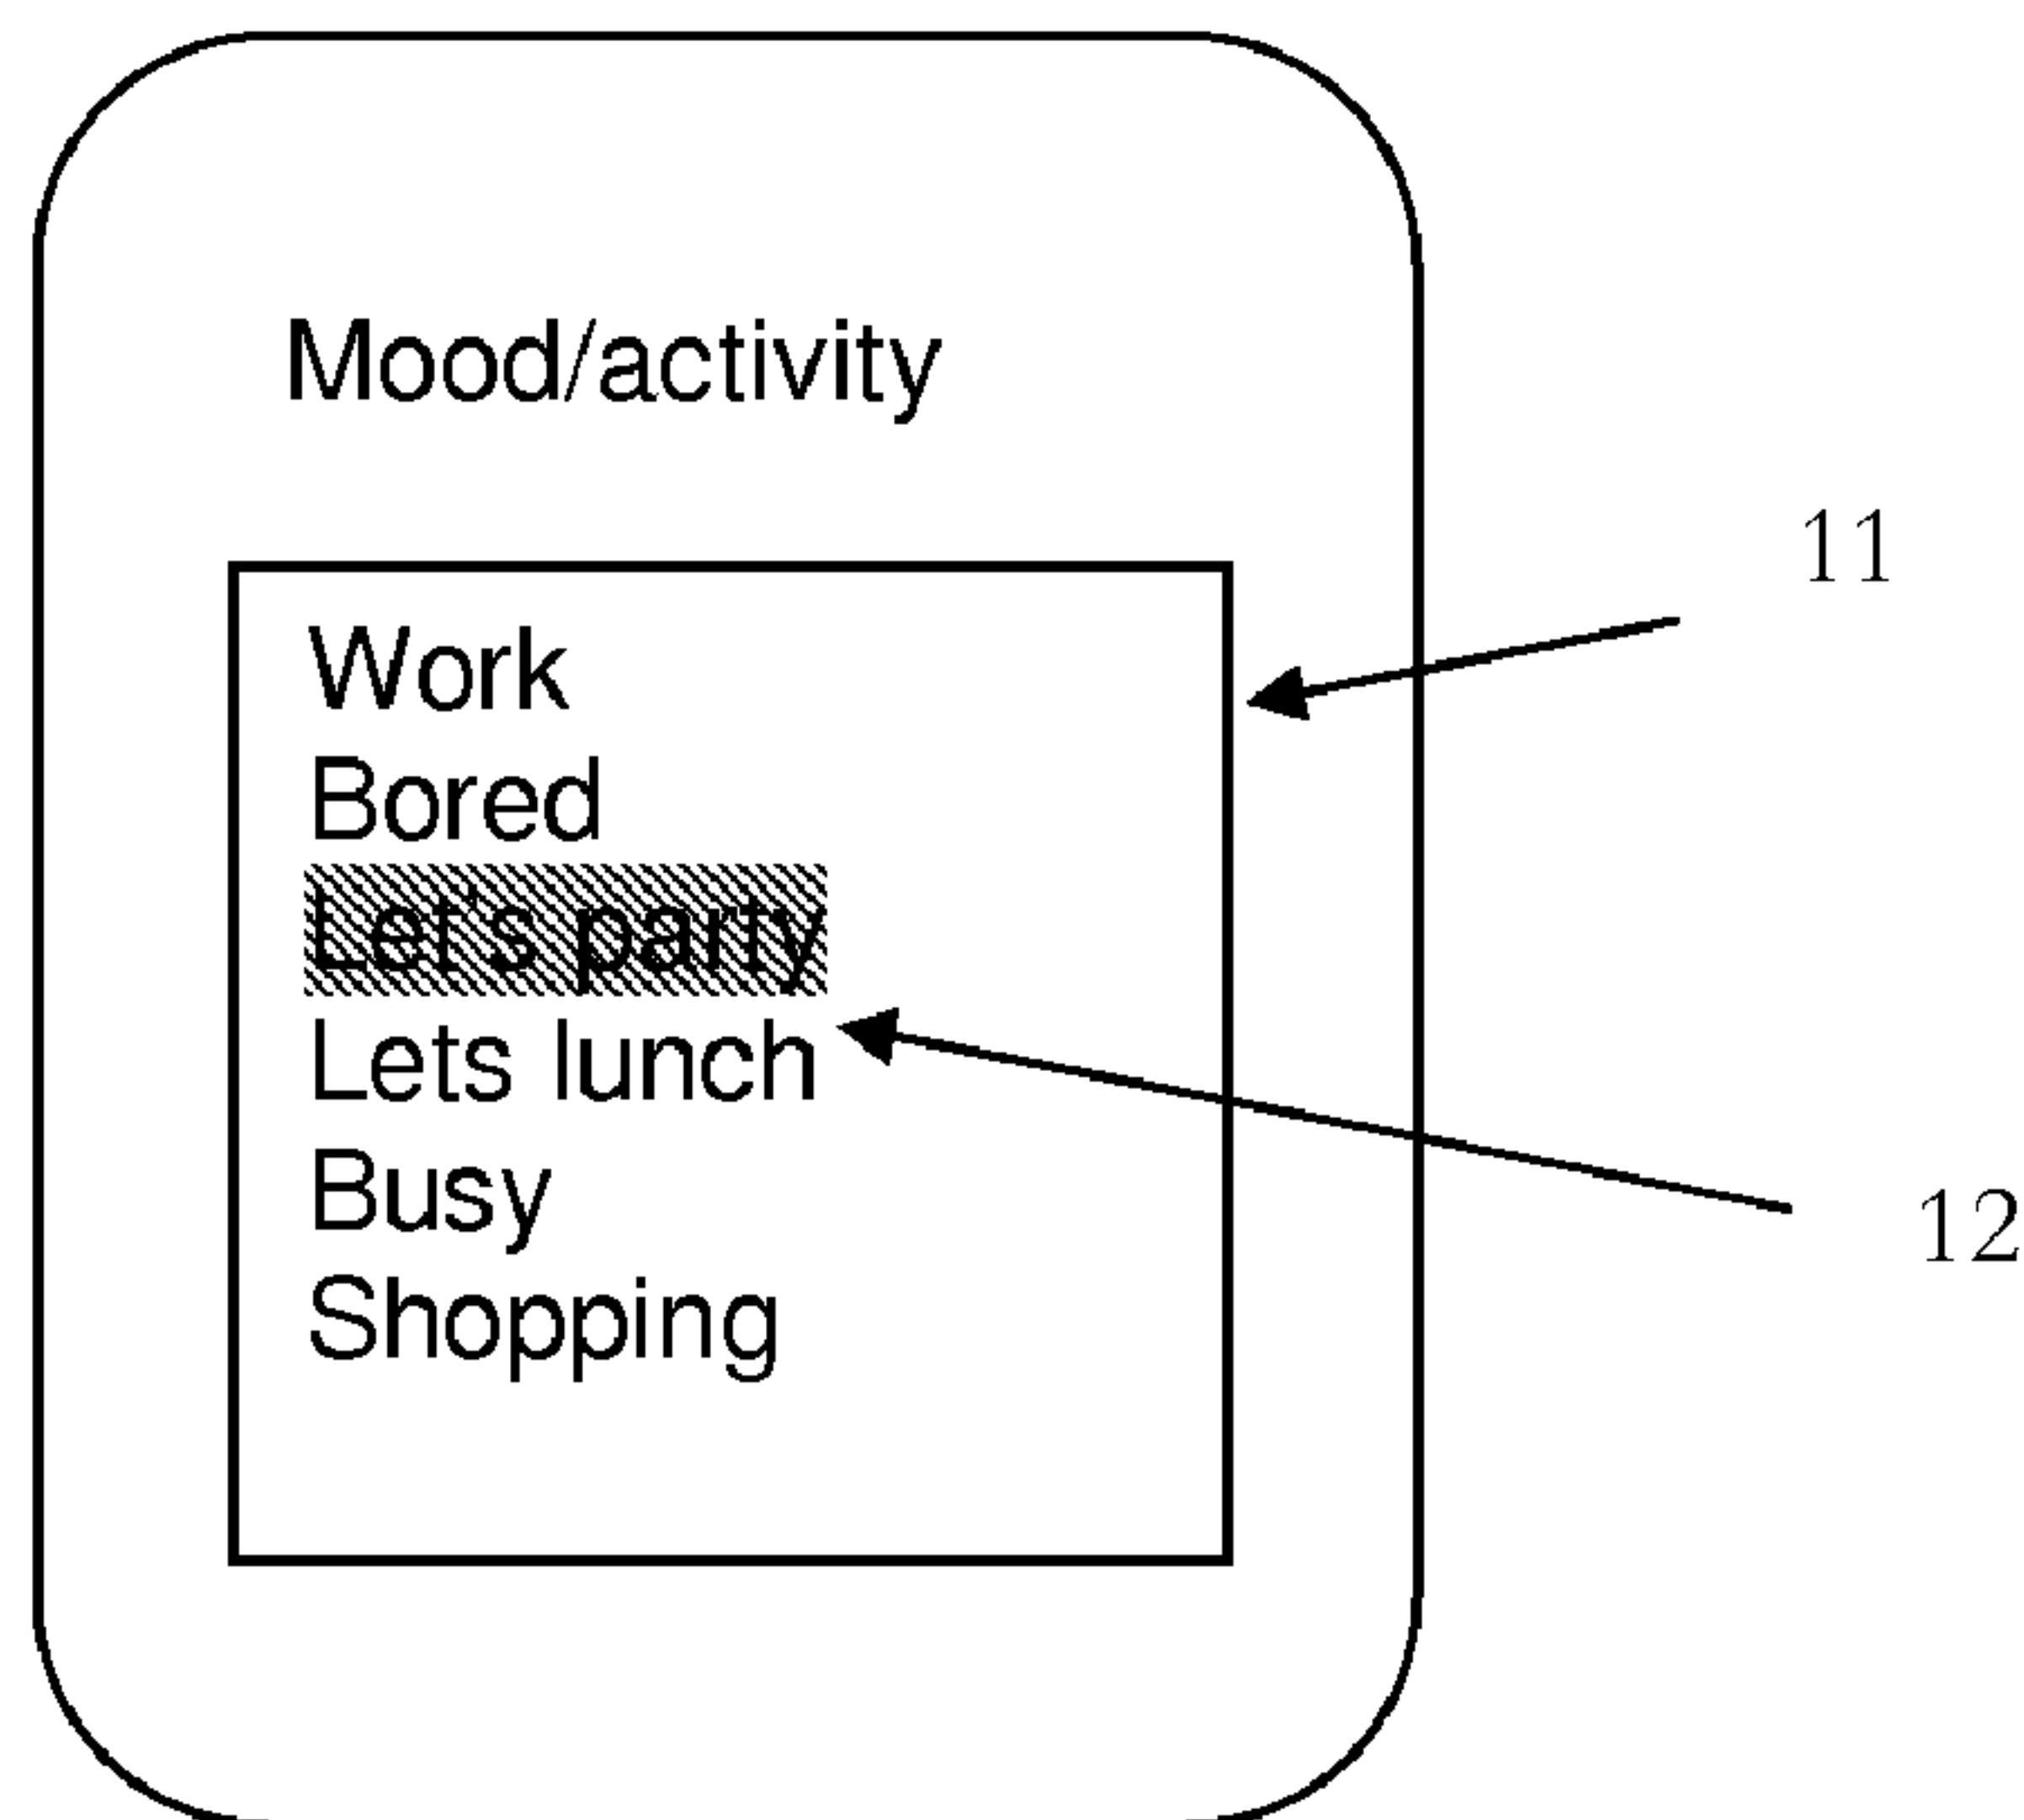 Mood/activity
11
Work
Bored
Let's party
Lets lunch
Busy
12
Shopping